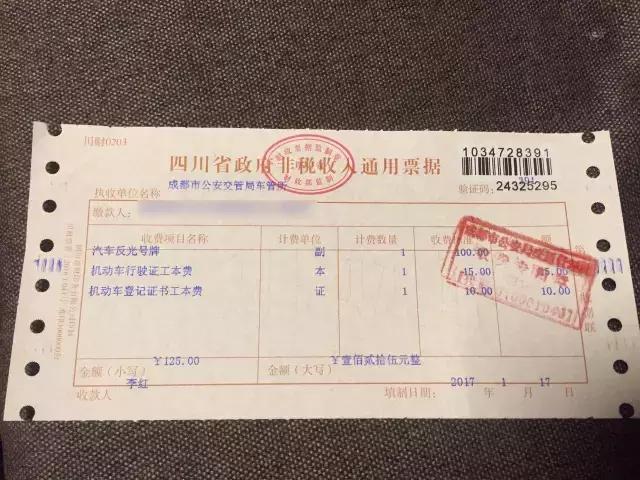 川财0203
四川省政府非税收入通用票据
1034728391
执收单位名称 成都市公安交管局车管所
验证码: 24325295
缴款人:
收费项目名称 计费单位 计费数量 收费标准 金额
汽车反光号牌 副 1 100.00
机动车行驶证工本费 本 1 15.00 15.00
机动车登记证书工本费 证 1 10.00 10.00
¥125.00 ¥壹佰贰拾伍元整
金额(小写) 金额(大写)
李红 2017 1 17
收款人 填制日期: 年 月 日